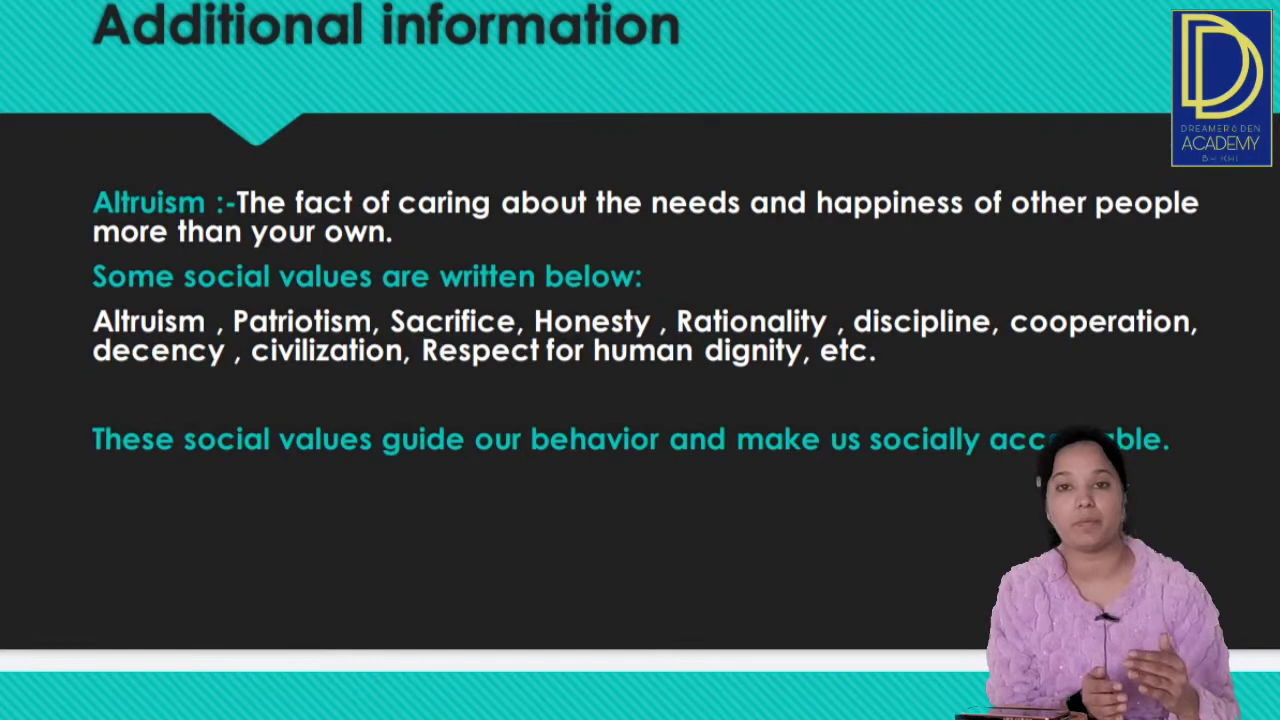 Additional information
DREAMER S DEN
ACADEMY
Altruism :-The fact of caring about the needs and happiness of other people
more than your own.
Some social values are written below:
Altruism , Patriotism, Sacrifice, Honesty , Rationality , discipline, cooperation,
decency , civilization, Respect for human dignity, etc.
These social values guide our behavior and make us socially